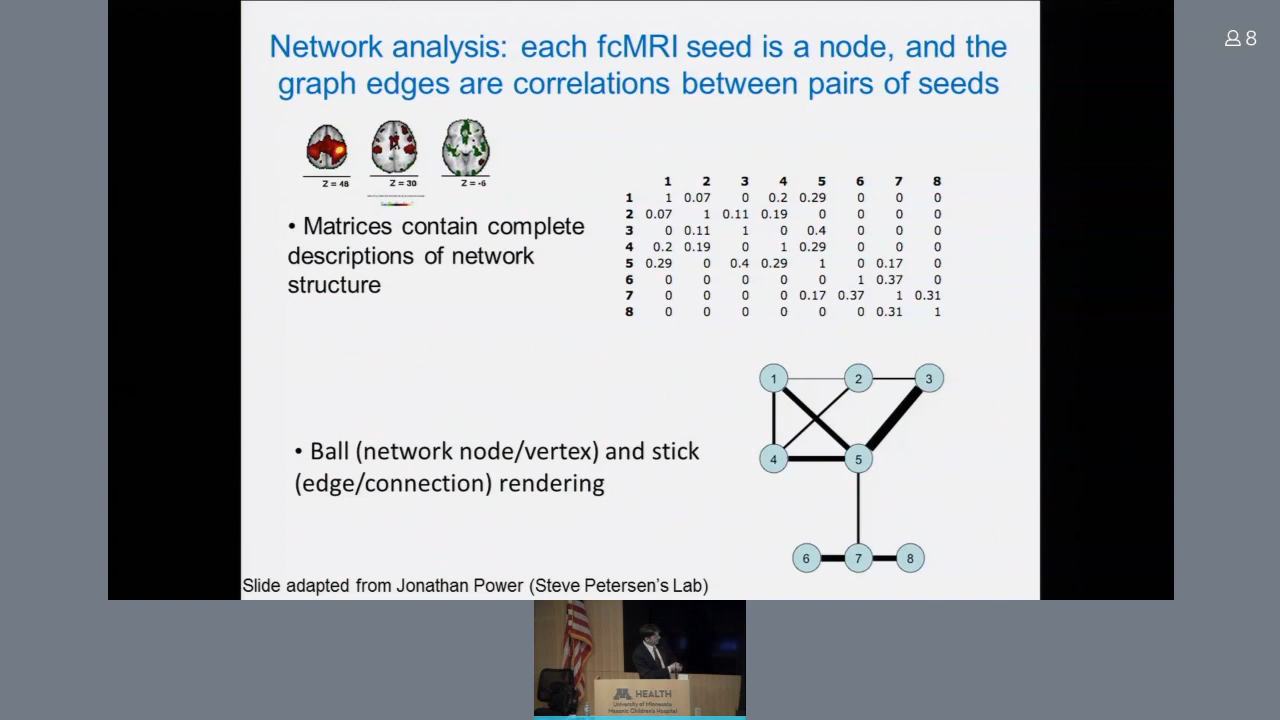 Network analysis: each fcMRI seed is a node, and the
graph edges are correlations between pairs of seeds
8
Z = 48 Z = 30 Z = -6
• Matrices contain complete
descriptions of network
structure
1 2 3 4 5 6 7 8
1 1 0.07 0 0.2 0.29 0 0 0
2 0.07 1 0.11 0.19 0 0 0 0
3 0 0.11 1 0 0.4 0 0 0
4 0.2 0.19 0 1 0.29 0 0 0
5 0.29 0 0.4 0.29 1 0 0.17 0
6 0 0 0 0 0 1 0.37 0
7 0 0 0 0 0.17 0.37 1 0.31
8 0 0 0 0 0 0 0.31 1
1 2 3
4 5
6 7 8
• Ball (network node/vertex) and stick
(edge/connection) rendering
Slide adapted from Jonathan Power (Steve Petersen's Lab)
M HEALTH
University of Minnesota
Masonic Children's Hospital